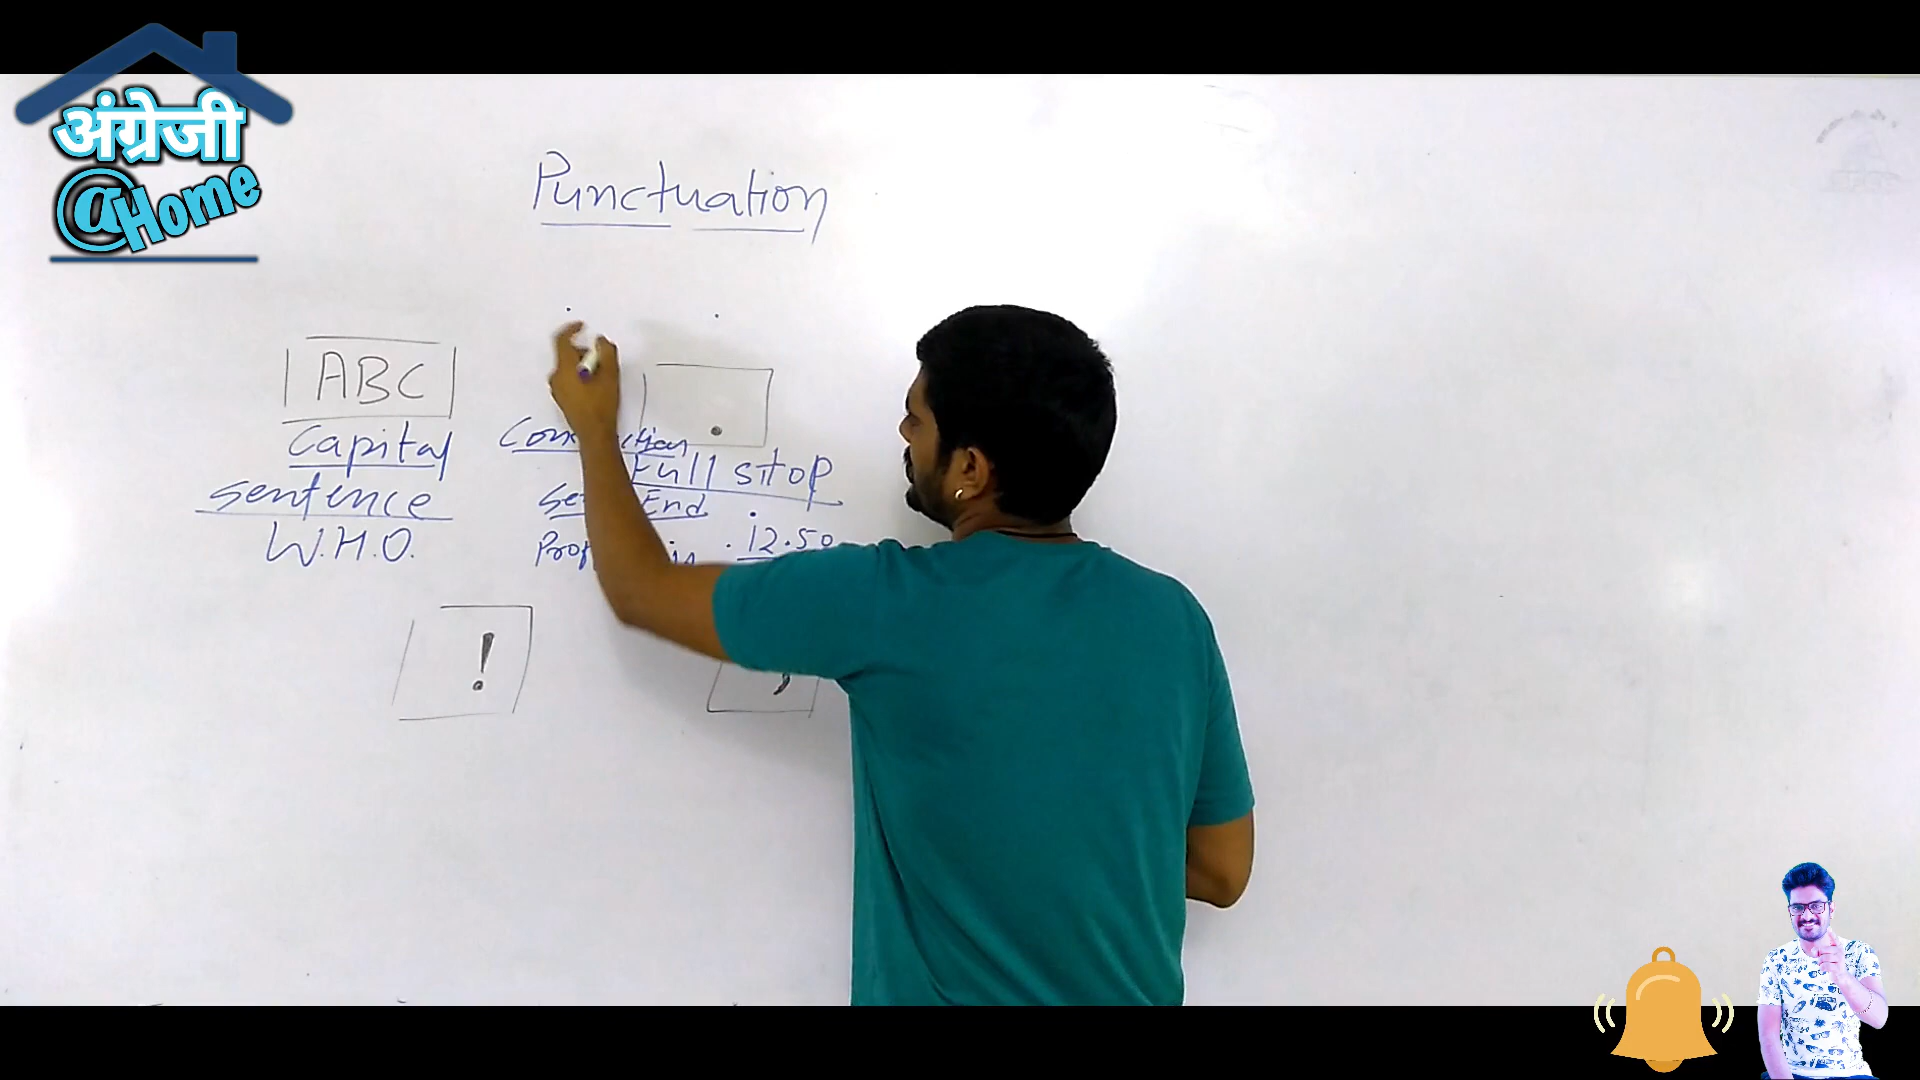 अंग्रेजी
@Home
Punctuation
ABC
.
Capital
Full stop
sentence
End
W.H.O.
12.50
!
,